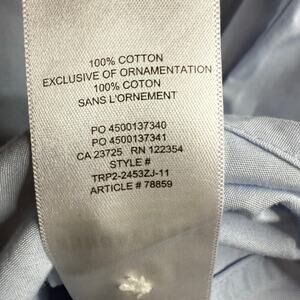 100% COTTON
EXCLUSIVE OF ORNAMENTATION
100% COTON
SANS L'ORNEMENT
PO 4500137340
PO 4500137341
CA 23725 RN 122354
STYLE #
TRP2-2453ZJ-11
ARTICLE # 78859